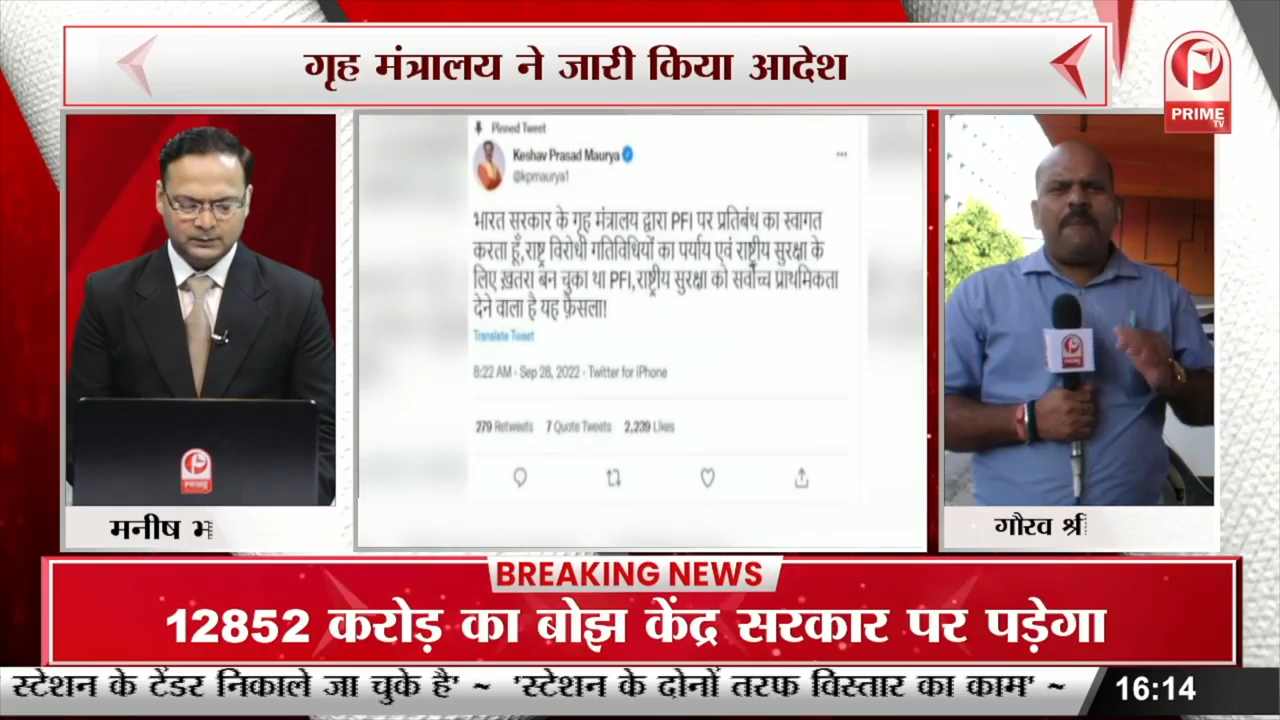 गृह मंत्रालय ने जारी किया आदेश
PRIME
TV
Pinned Tweet
Keshav Prasad Maurya
@kpmaurya1
भारत सरकार के गृह मंत्रालय द्वारा PFI पर प्रतिबंध का स्वागत
करता हूँ,राष्ट्र विरोधी गतिविधियों का पर्याय एवं राष्ट्रीय सुरक्षा के
लिए ख़तरा बन चुका था PFI,राष्ट्रीय सुरक्षा को सर्वोच्च प्राथमिकता
देने वाला है यह फ़ैसला!
Translate Tweet
8:22 AM · Sep 28, 2022 · Twitter for iPhone
279 Retweets 7 Quote Tweets 2,239 Likes
PRIME
मनीष
गौरव
BREAKING NEWS
12852 करोड़ का बोझ केंद्र सरकार पर पड़ेगा
स्टेशन के टेंडर निकाले जा चुके है' ~ 'स्टेशन के दोनों तरफ विस्तार का काम' ~
16:14